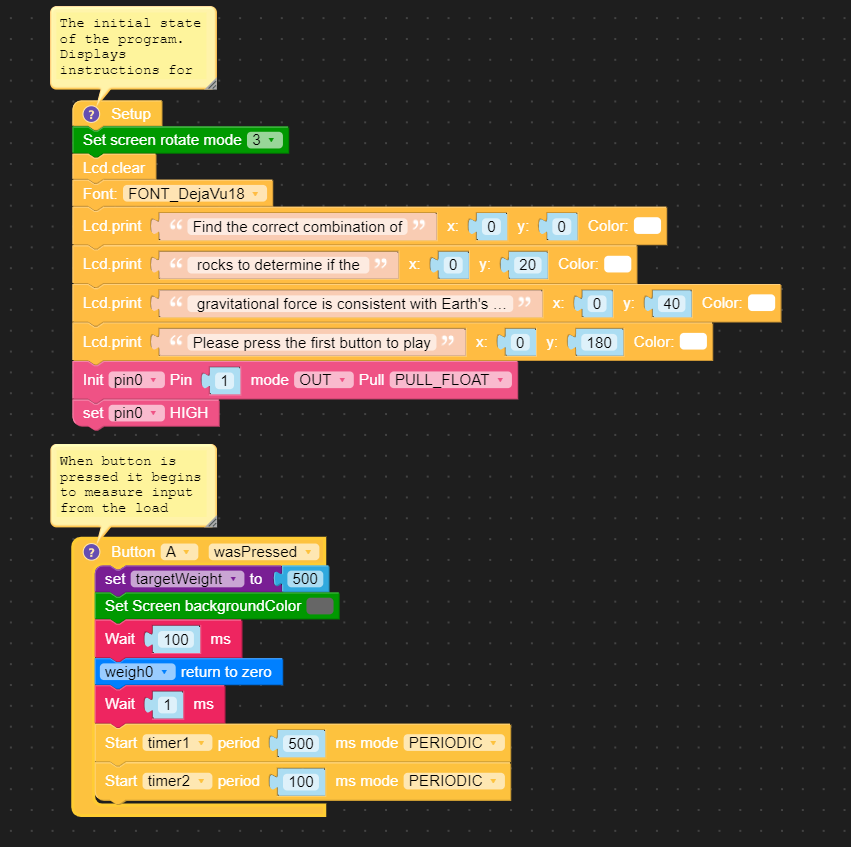 The initial state
of the program.
Displays
instructions for
? Setup
Set screen rotate mode 3
Lcd.clear
Font: FONT_DejaVu18
Lcd.print “ Find the correct combination of ” x: 0 y: 0 Color:
Lcd.print “ rocks to determine if the ” x: 0 y: 20 Color:
Lcd.print “ gravitational force is consistent with Earth's ... ” x: 0 y: 40 Color:
Lcd.print “ Please press the first button to play ” x: 0 y: 180 Color:
Init pin0 Pin 1 mode OUT Pull PULL_FLOAT
set pin0 HIGH
When button is
pressed it begins
to measure input
from the load
? Button A wasPressed
set targetWeight to 500
Set Screen backgroundColor
Wait 100 ms
weigh0 return to zero
Wait 1 ms
Start timer1 period 500 ms mode PERIODIC
Start timer2 period 100 ms mode PERIODIC